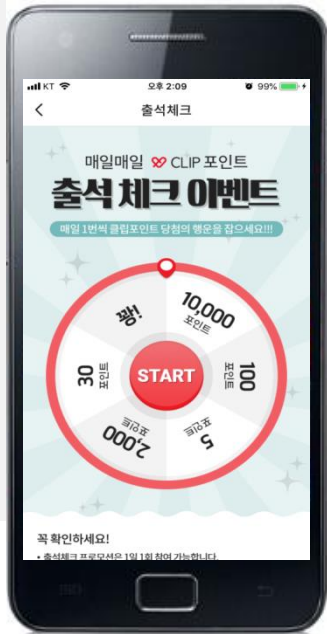 KT 오후 2:09 99%
출석체크
매일매일 CLIP 포인트
출석 체크 이벤트
매일 1번씩 클립포인트 당첨의 행운을 잡으세요!!!
꽝!
10,000
포인트
30
포인트
START
100
포인트
2,000
포인트
5
포인트
꼭 확인하세요!
• 출석체크 프로모션은 1일 1회 참여 가능합니다.